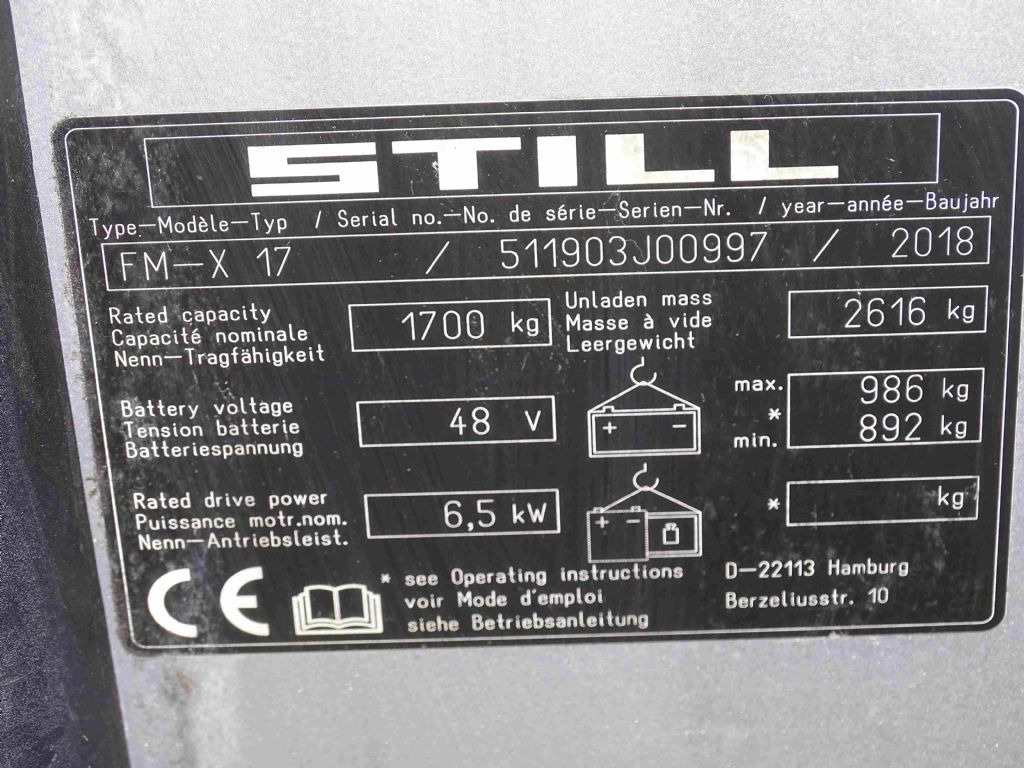 STILL
Type-Modèle-Typ / Serial no.-No. de série-Serien-Nr. / year-année-Baujahr
FM-X 17 / 511903J00997 / 2018
Rated capacity
Capacité nominale
Nenn-Tragfähigkeit
1700 kg
Unladen mass
Masse à vide
Leergewicht
2616 kg
Battery voltage
Tension batterie
Batteriespannung
48 V
+ -
max.
*
min.
986 kg
892 kg
Rated drive power
Puissance motr.nom.
Nenn-Antriebsleist.
6,5 kW
+ -
* kg
CE
* see Operating instructions
voir Mode d'emploi
siehe Betriebsanleitung
D-22113 Hamburg
Berzeliusstr. 10